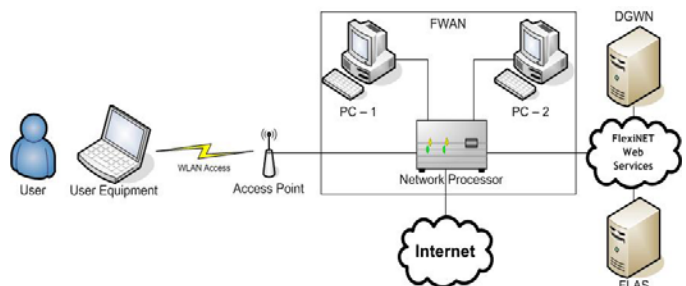 FWAN
DGWN
PC – 1
PC – 2
FlexiNET
Web
Services
WLAN Access
User
User Equipment
Access Point
Network Processor
Internet
FLAS